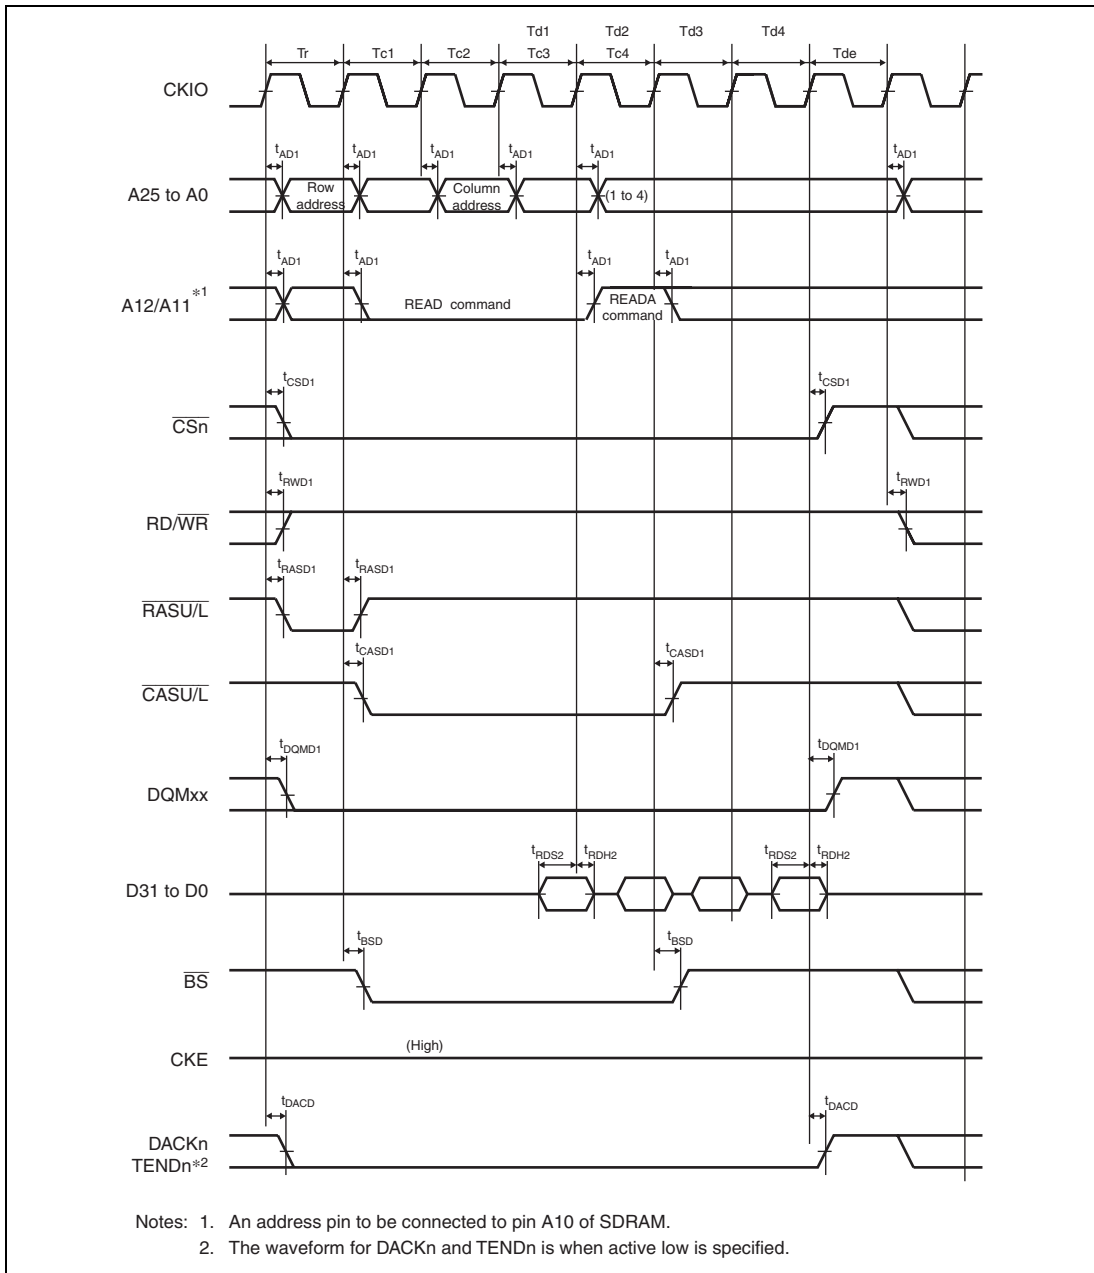 Td1 Td2 Td3 Td4
Tr Tc1 Tc2 Tc3 Tc4 Tde
CKIO
tAD1 tAD1 tAD1 tAD1 tAD1 tAD1
A25 to A0
Row address
Column address
(1 to 4)
tAD1 tAD1 tAD1 tAD1
A12/A11*1
READ command
READA command
tCSD1 tCSD1
CSn
tRWD1 tRWD1
RD/WR
tRASD1 tRASD1
RASU/L
tCASD1 tCASD1
CASU/L
tDQMD1 tDQMD1
DQMxx
tRDS2 tRDH2 tRDS2 tRDH2
D31 to D0
tBSD tBSD
BS
(High)
CKE
tDACD tDACD
DACKn
TENDn*2
Notes: 1. An address pin to be connected to pin A10 of SDRAM.
2. The waveform for DACKn and TENDn is when active low is specified.